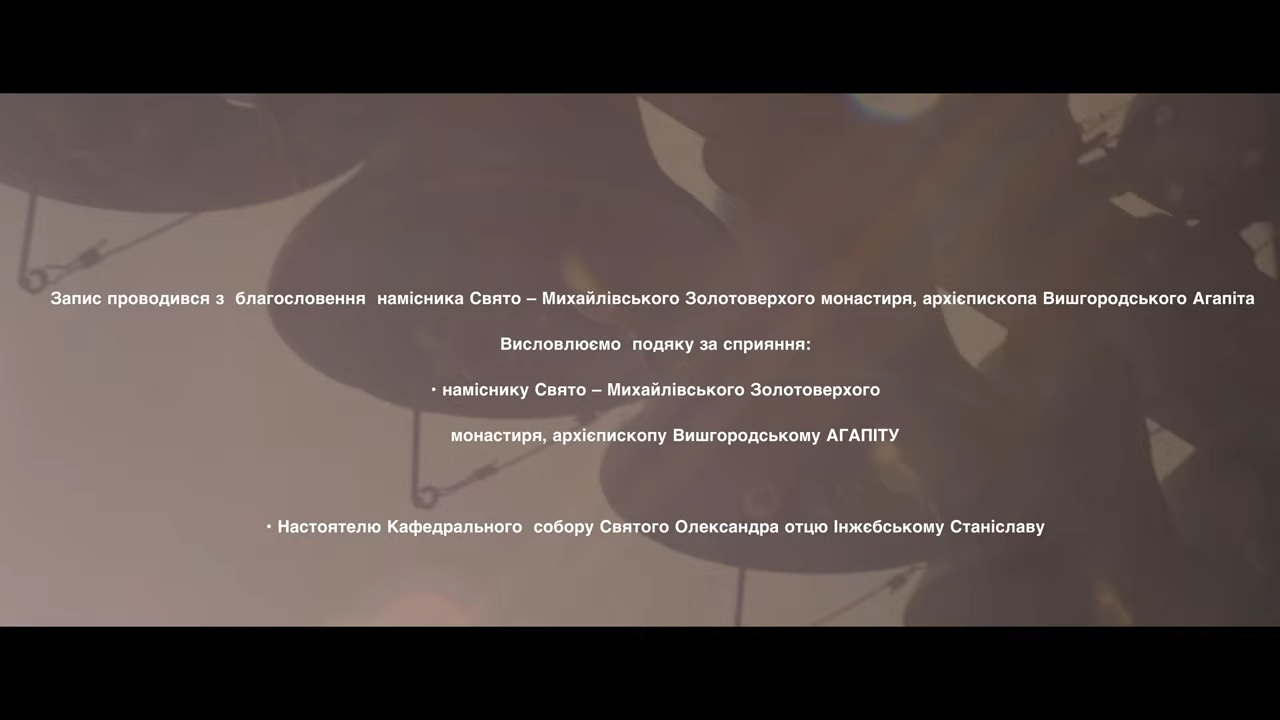 Запис проводився з благословення намісника Свято – Михайлівського Золотоверхого монастиря, архієпископа Вишгородського Агапіта
Висловлюємо подяку за сприяння:
· наміснику Свято – Михайлівського Золотоверхого
монастиря, архієпископу Вишгородському АГАПІТУ
· Настоятелю Кафедрального собору Святого Олександра отцю Інжєбському Станіславу